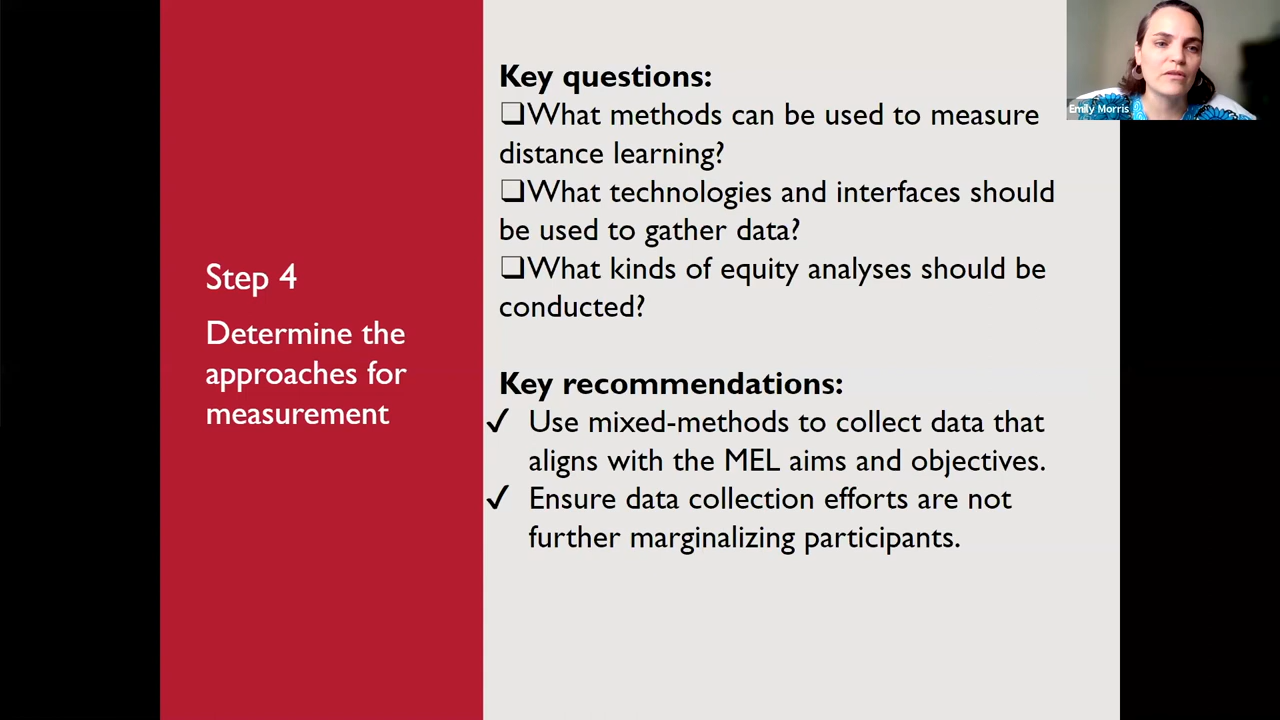 Step 4
Determine the
approaches for
measurement
Key questions:
❑What methods can be used to measure
distance learning?
❑What technologies and interfaces should
be used to gather data?
❑What kinds of equity analyses should be
conducted?
Key recommendations:
✓ Use mixed-methods to collect data that
aligns with the MEL aims and objectives.
✓ Ensure data collection efforts are not
further marginalizing participants.
Emily Morris